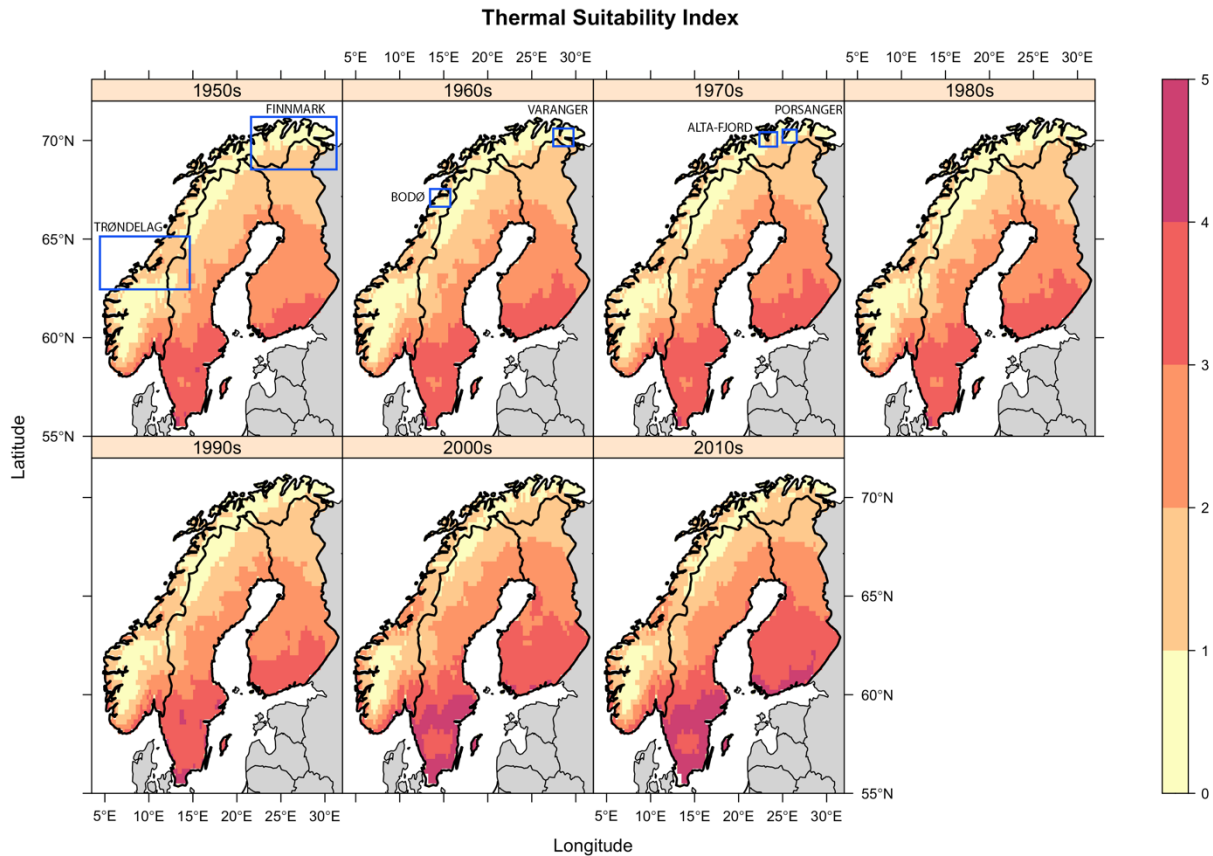 Thermal Suitability Index
5°E 10°E 15°E 20°E 25°E 30°E 5°E 10°E 15°E 20°E 25°E 30°E
1950s 1960s 1970s 1980s
FINNMARK VARANGER PORSANGER
ALTA-FJORD
BODØ
TRØNDELAG
70°N
65°N
60°N
55°N
1990s 2000s 2010s
70°N
65°N
60°N
55°N
5°E 10°E 15°E 20°E 25°E 30°E 5°E 10°E 15°E 20°E 25°E 30°E
Latitude
Longitude
5
4
3
2
1
0